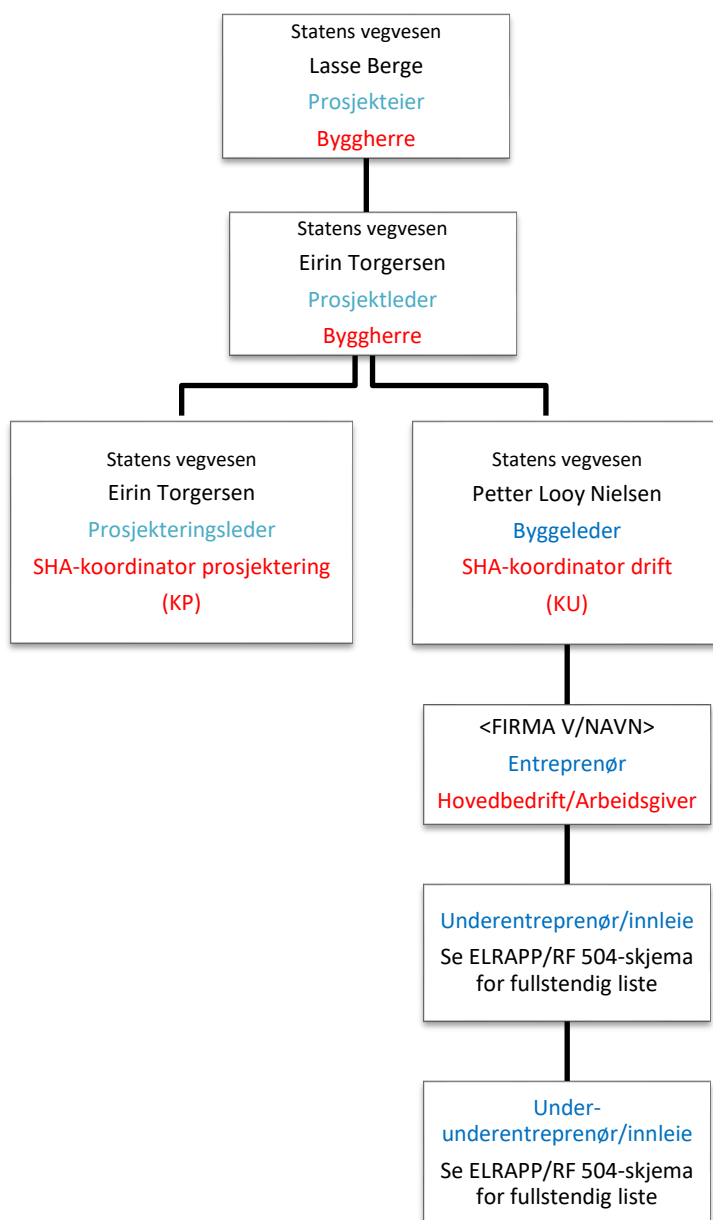 Statens vegvesen
Lasse Berge
Prosjekteier
Byggherre
Statens vegvesen
Eirin Torgersen
Prosjektleder
Byggherre
Statens vegvesen
Eirin Torgersen
Prosjekteringsleder
SHA-koordinator prosjektering
(KP)
Statens vegvesen
Petter Looy Nielsen
Byggeleder
SHA-koordinator drift
(KU)
<FIRMA V/NAVN>
Entreprenør
Hovedbedrift/Arbeidsgiver
Underentreprenør/innleie
Se ELRAPP/RF 504-skjema
for fullstendig liste
Under-
underentreprenør/innleie
Se ELRAPP/RF 504-skjema
for fullstendig liste